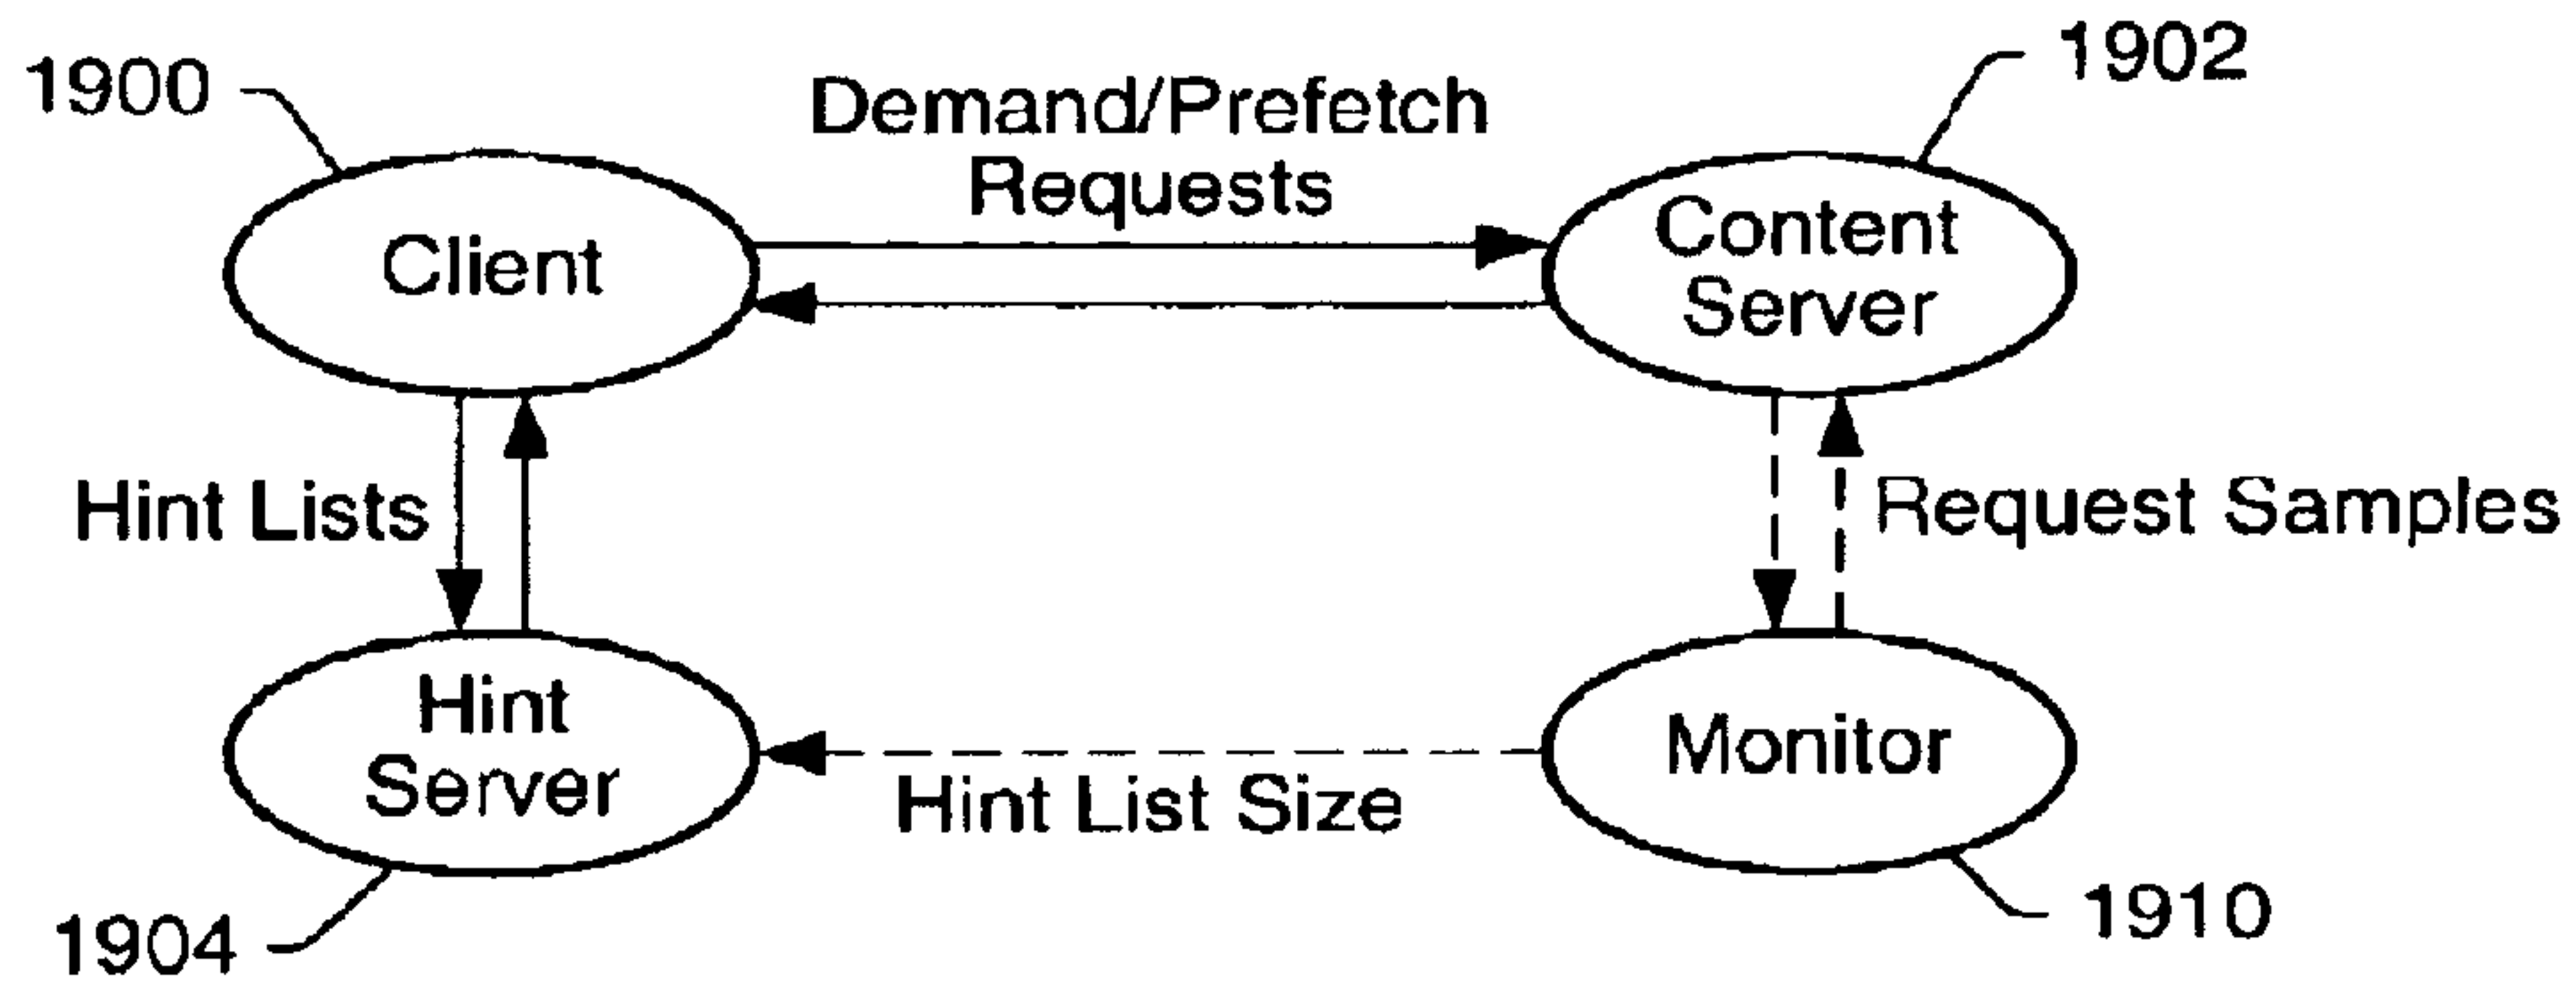 1900
Demand/Prefetch
Requests
1902
Client
Content
Server
Hint Lists
Request Samples
Hint
Server
Monitor
Hint List Size
1904
1910